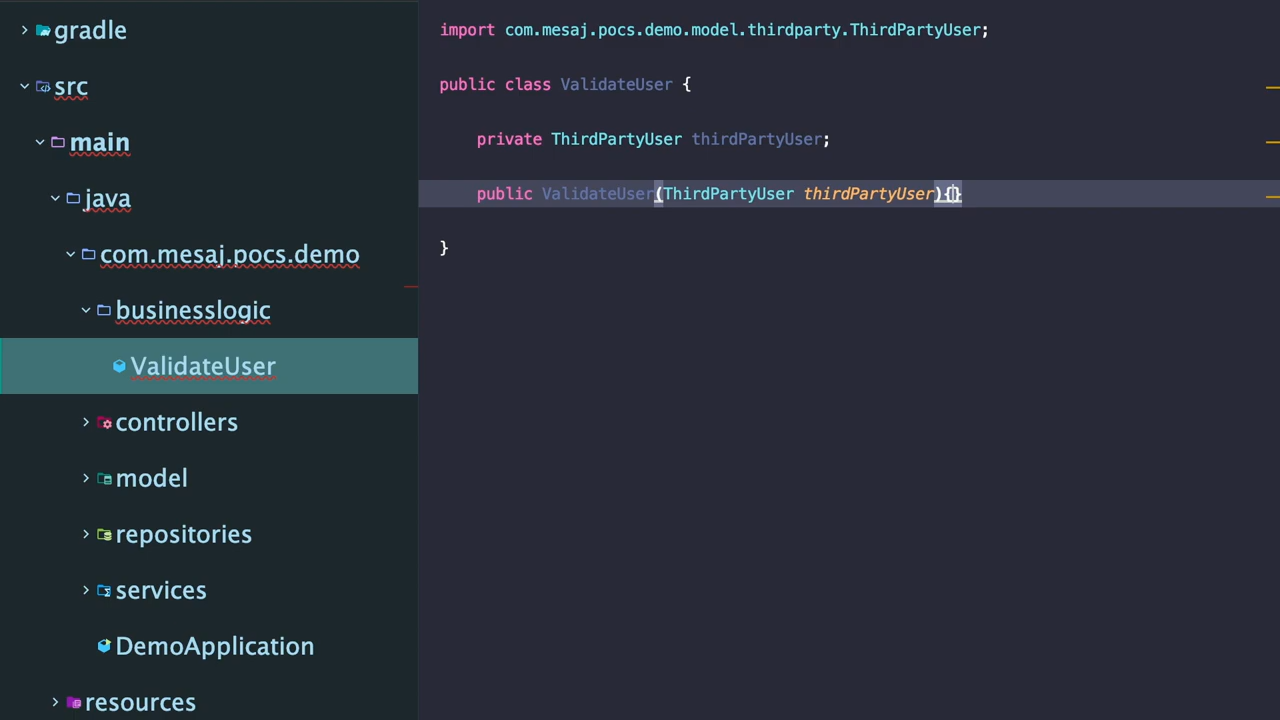 gradle
src
main
java
com.mesaj.pocs.demo
businesslogic
ValidateUser
controllers
model
repositories
services
DemoApplication
resources
import com.mesaj.pocs.demo.model.thirdparty.ThirdPartyUser;
public class ValidateUser {
private ThirdPartyUser thirdPartyUser;
public ValidateUser(ThirdPartyUser thirdPartyUser){}
}